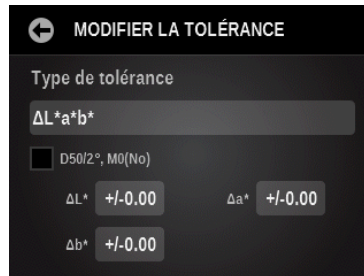 MODIFIER LA TOLÉRANCE
Type de tolérance
ΔL*a*b*
D50/2°, M0(No)
ΔL* +/-0.00 Δa* +/-0.00
Δb* +/-0.00